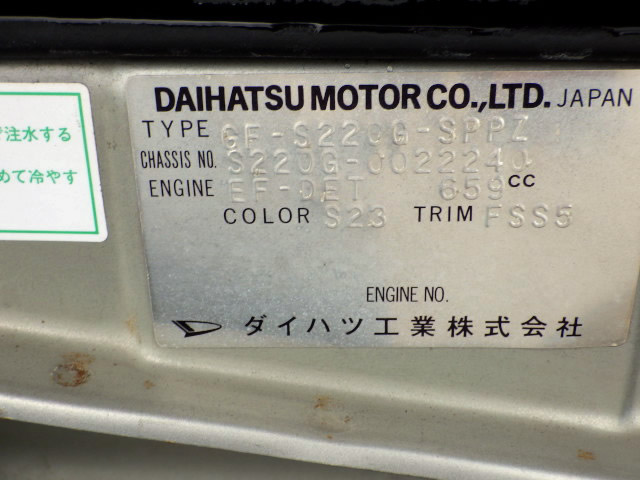 DAIHATSU MOTOR CO.,LTD. JAPAN
TYPE GF-S220G-SPPZ
CHASSIS NO. S220G-0022240
ENGINE EF-DET 659 CC
COLOR S23 TRIM FSS5
ENGINE NO.
ダイハツ工業株式会社
注水する
めて冷やす